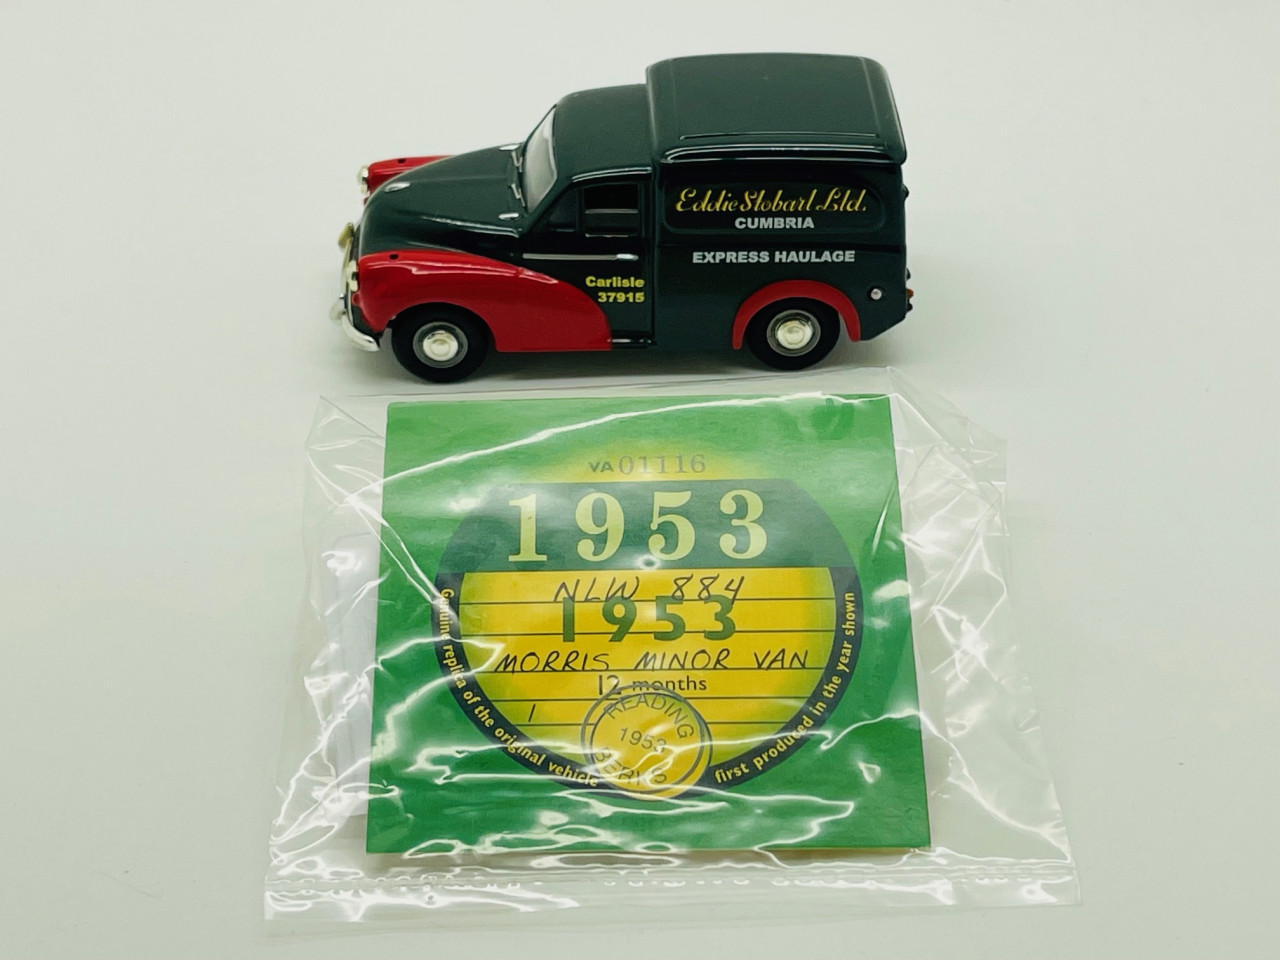 Eddie Stobart Ltd.
CUMBRIA
EXPRESS HAULAGE
Carlisle
37915
VA 01116
1953
NLW 884
1953
MORRIS MINOR VAN
12 months
1
READING
1953
BERKS
Genuine replica of the original vehicle
first produced in the year shown